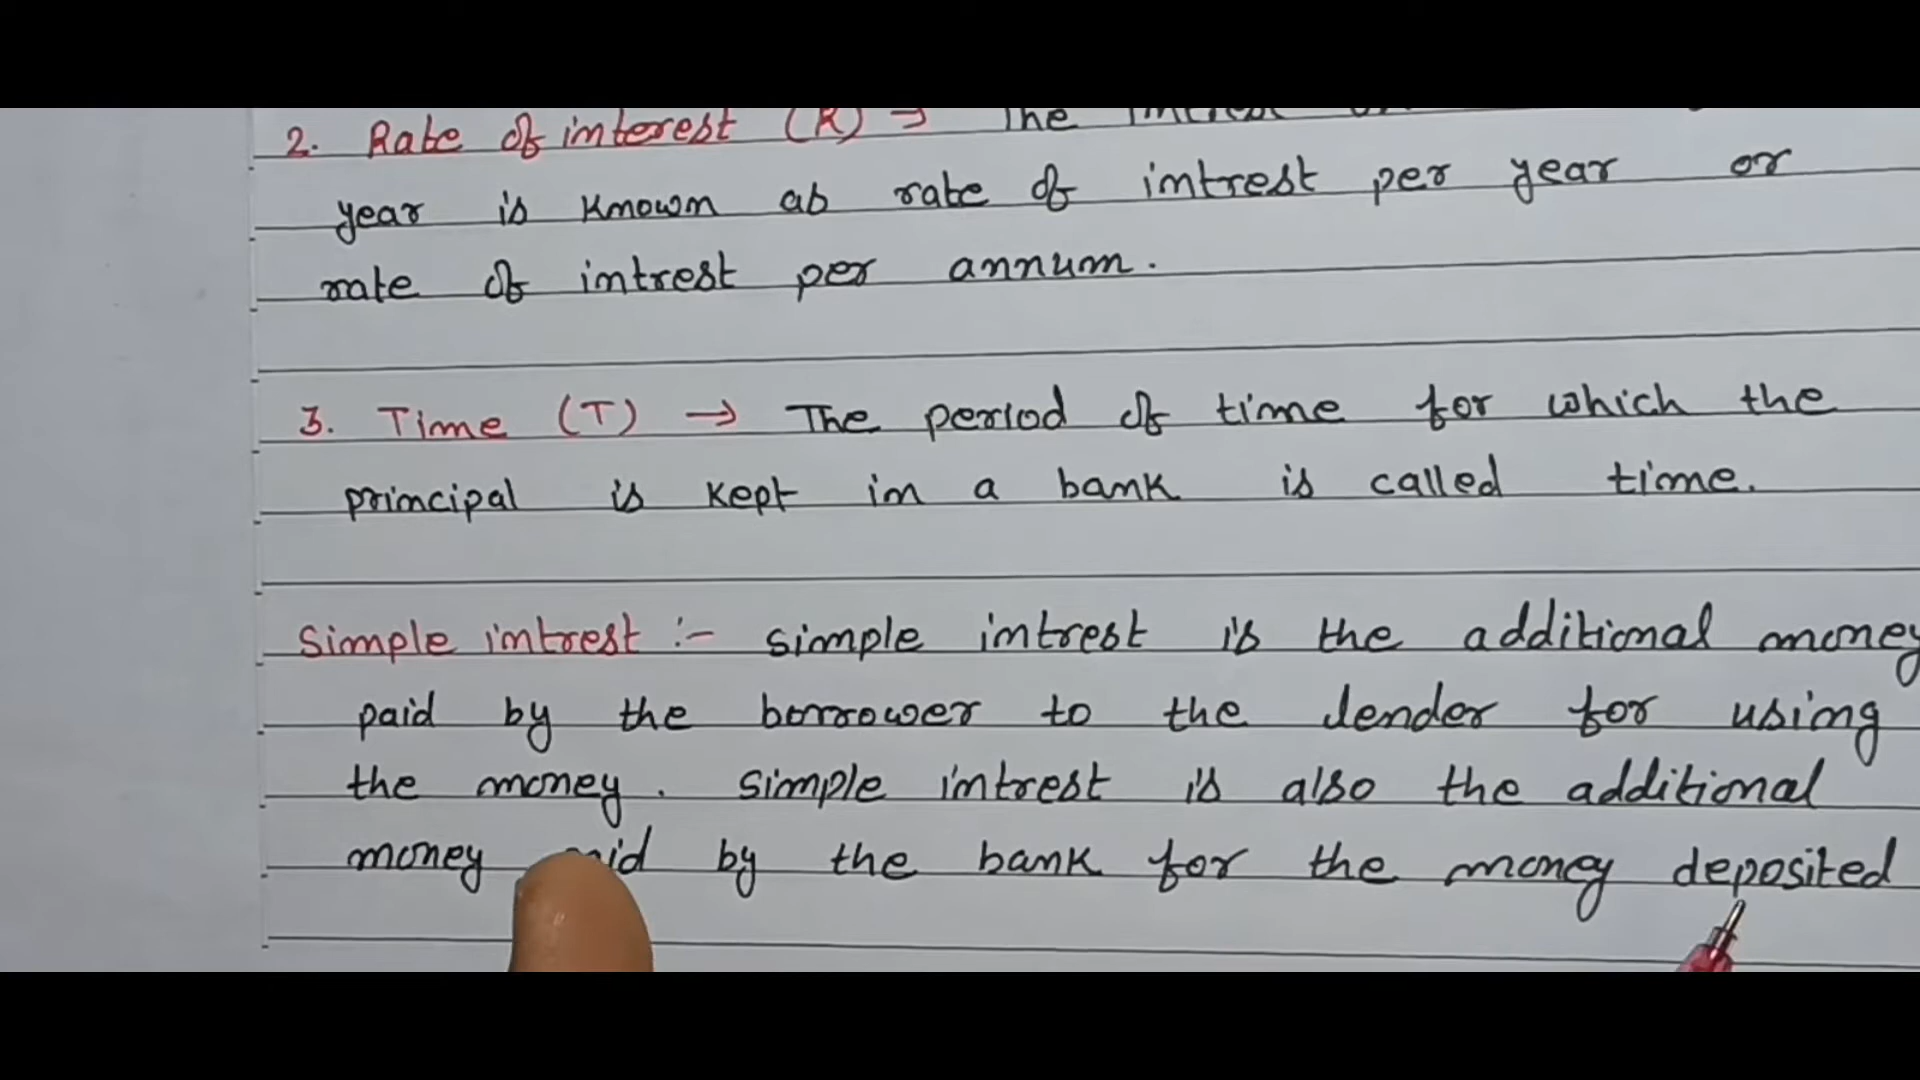 2. Rate of interest (R) → The
year is known as rate of intrest per year or
rate of intrest per annum.
3. Time (T) → The period of time for which the
principal is kept in a bank is called time.
Simple intrest :- simple intrest is the additional money
paid by the borrower to the lender for using
the money. Simple intrest is also the additional
money paid by the bank for the money deposited